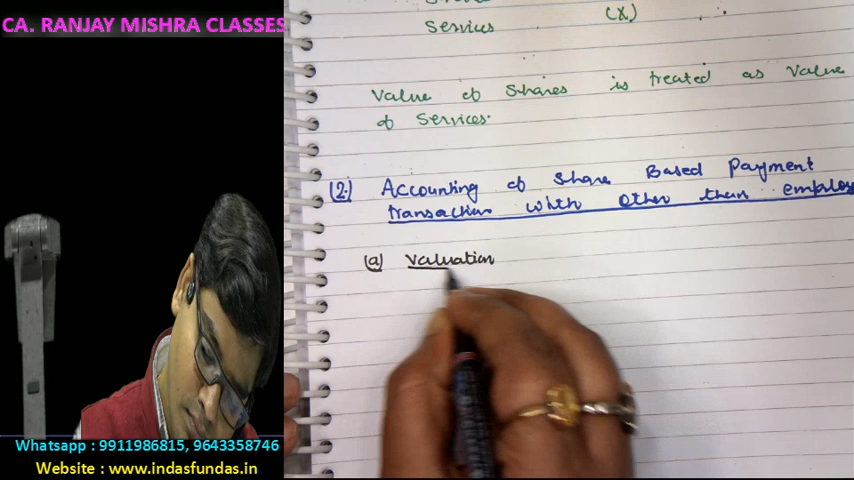 CA. RANJAY MISHRA CLASSES
Services (X)
Value of Shares is treated as Value
of Services.
(2.) Accounting of Share Based Payment
transaction with other than employ
(a) Valuation
Whatsapp : 9911986815, 9643358746
Website : www.indasfundas.in